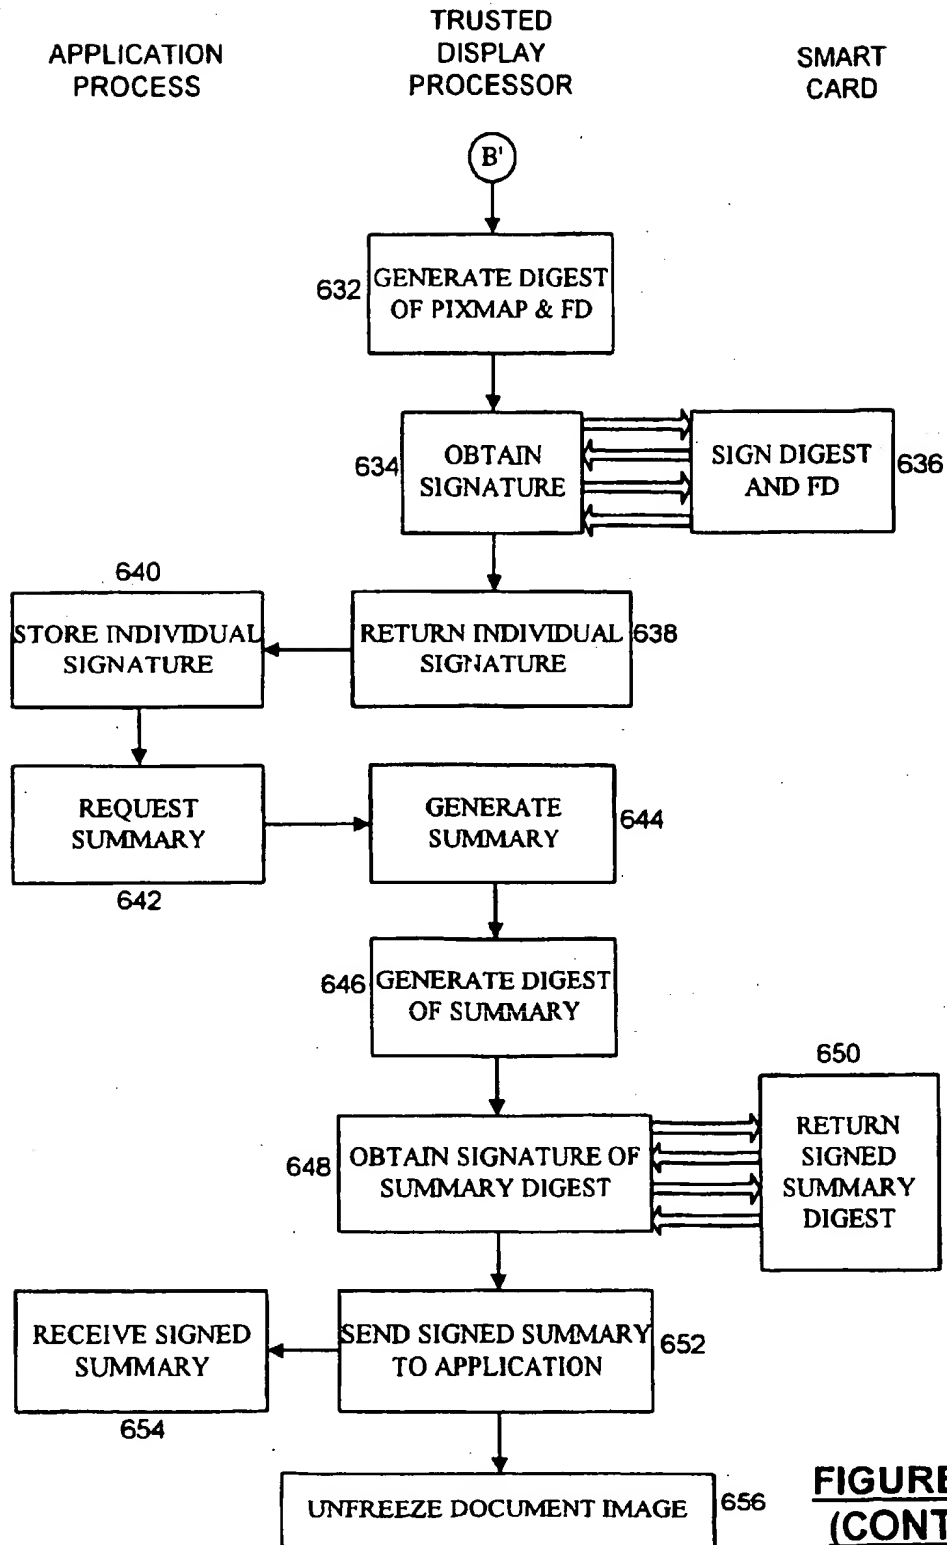 APPLICATION
PROCESS
TRUSTED
DISPLAY
PROCESSOR
SMART
CARD
B'
632
GENERATE DIGEST
OF PIXMAP & FD
634
OBTAIN
SIGNATURE
SIGN DIGEST
AND FD
636
640
STORE INDIVIDUAL
SIGNATURE
RETURN INDIVIDUAL
SIGNATURE
638
REQUEST
SUMMARY
642
GENERATE
SUMMARY
644
646
GENERATE DIGEST
OF SUMMARY
650
648
OBTAIN SIGNATURE OF
SUMMARY DIGEST
RETURN
SIGNED
SUMMARY
DIGEST
RECEIVE SIGNED
SUMMARY
654
SEND SIGNED SUMMARY
TO APPLICATION
652
UNFREEZE DOCUMENT IMAGE
656
FIGURE
(CONT